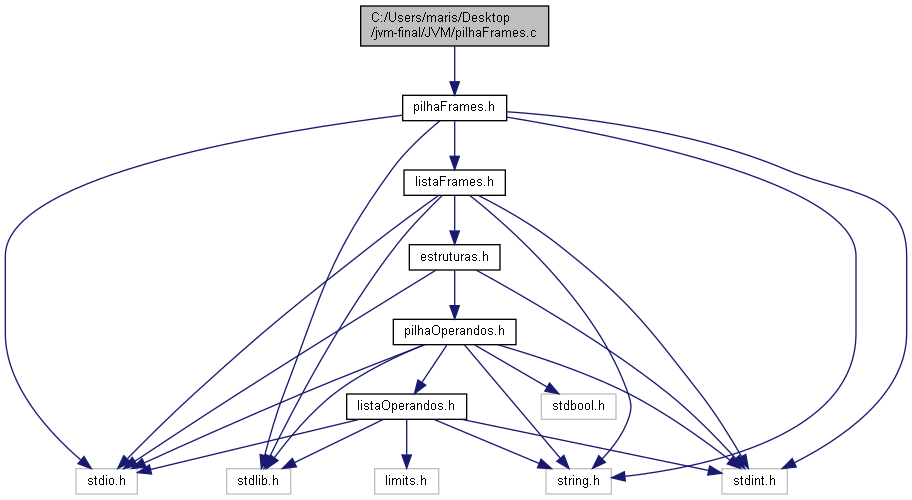 C:/Users/maris/Desktop
/jvm-final/JVM/pilhaFrames.c
pilhaFrames.h
listaFrames.h
estruturas.h
pilhaOperandos.h
listaOperandos.h
stdbool.h
stdio.h
stdlib.h
limits.h
string.h
stdint.h